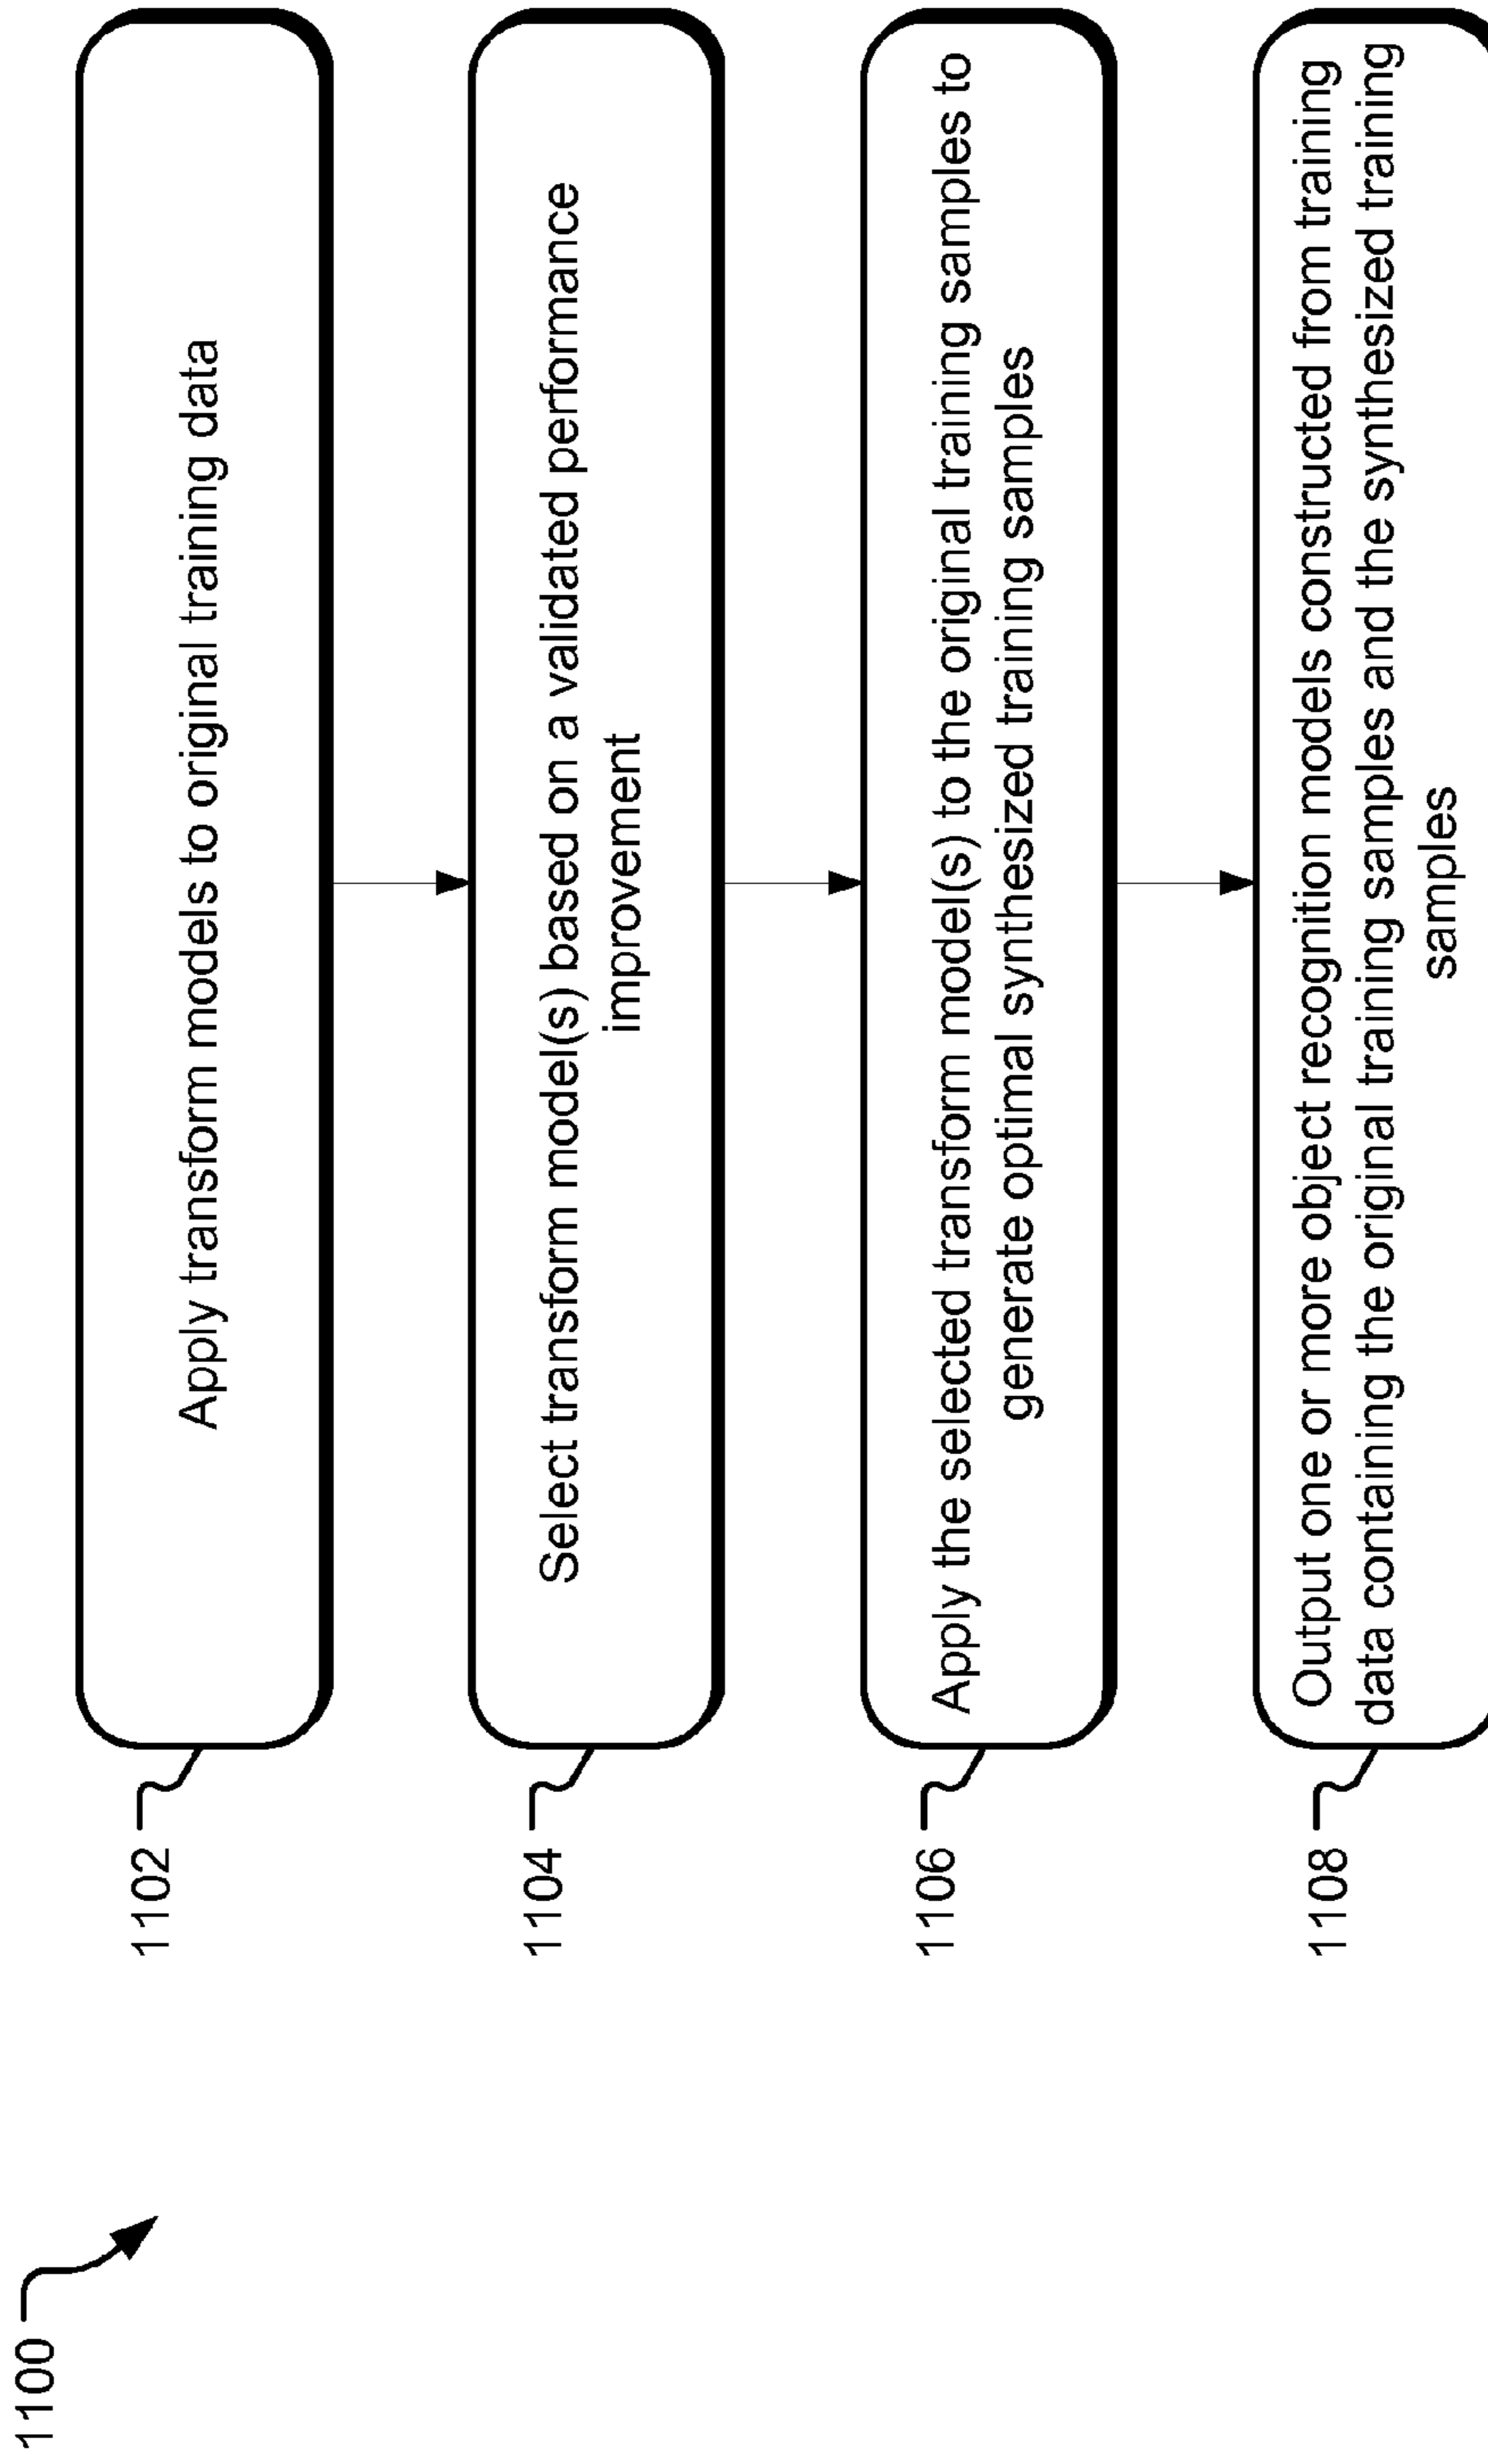 1100
1102
Apply transform models to original training data
1104
Select transform model(s) based on a validated performance
improvement
1106
Apply the selected transform model(s) to the original training samples to
generate optimal synthesized training samples
1108
Output one or more object recognition models constructed from training
data containing the original training samples and the synthesized training
samples